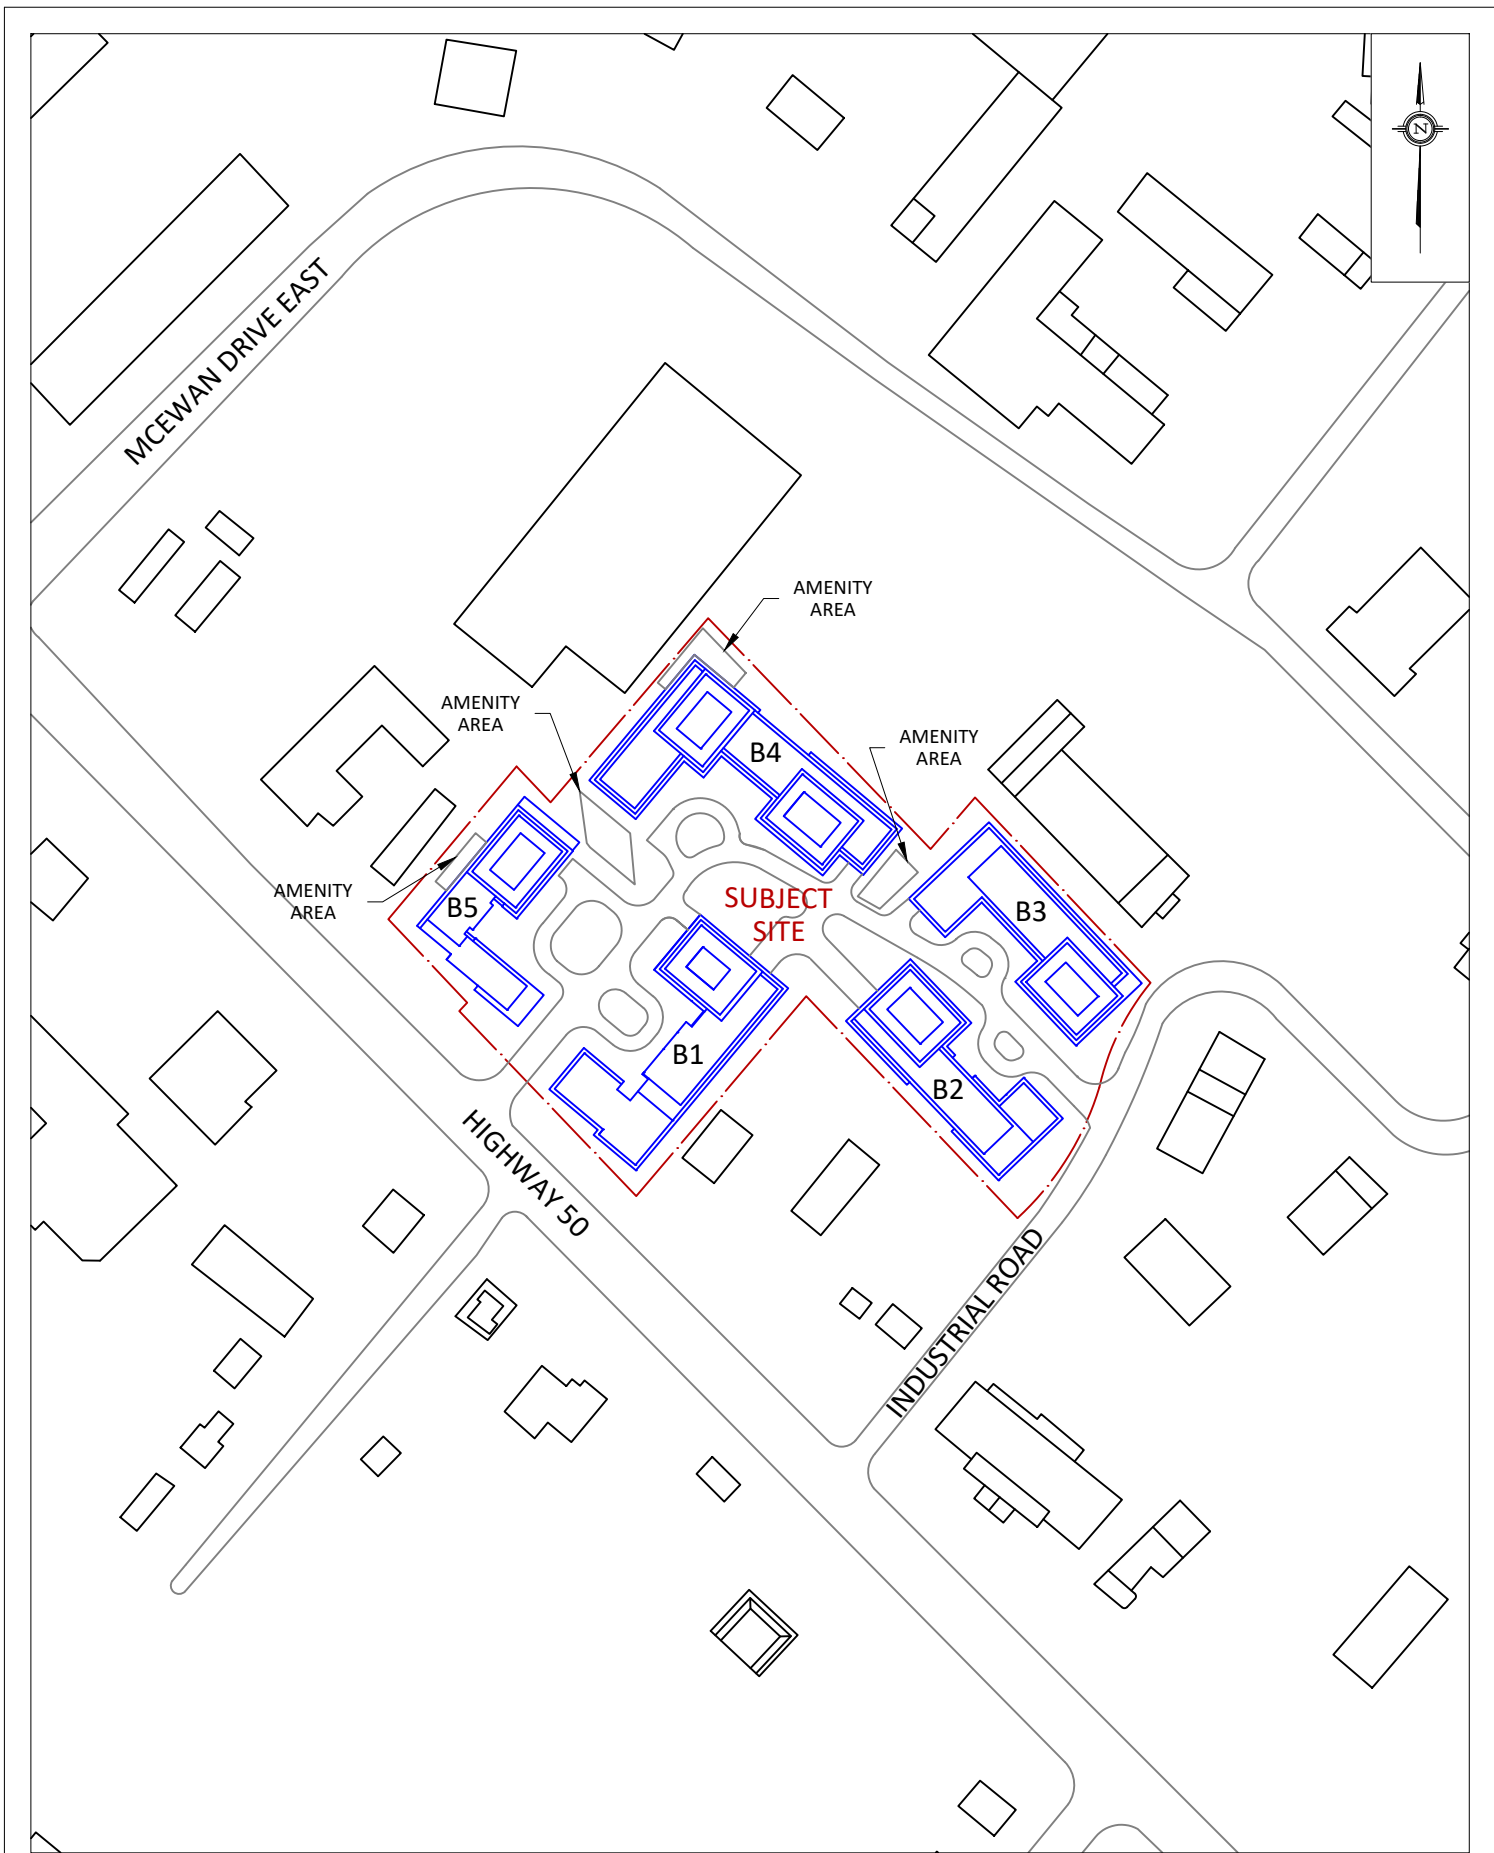 N
MCEWAN DRIVE EAST
AMENITY
AREA
AMENITY
AREA
AMENITY
AREA
B4
AMENITY
AREA
B5
SUBJECT
SITE
B3
B1
B2
HIGHWAY 50
INDUSTRIAL ROAD